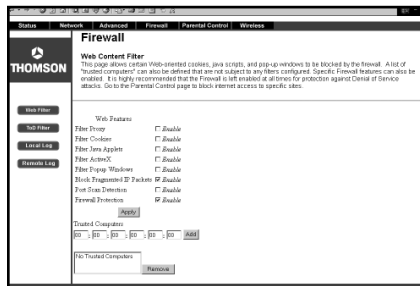 Status Network Advanced Firewall Parental Control Wireless
Firewall
THOMSON
Web Content Filter
This page allows certain Web-oriented cookies, java scripts, and pop-up windows to be blocked by the firewall. A list of
"trusted computers" can also be defined that are not subject to any filters configured. Specific Firewall features can also be
enabled. It is highly recommended that the Firewall is left enabled at all times for protection against Denial of Service
attacks. Go to the Parental Control page to block internet access to specific sites.
Web Filter
ToD Filter
Local Log
Remote Log
Web Features
Filter Proxy Enable
Filter Cookies Enable
Filter Java Applets Enable
Filter ActiveX Enable
Filter Popup Windows Enable
Block Fragmented IP Packets Enable
Port Scan Detection Enable
Firewall Protection Enable
Apply
Trusted Computers
00 : 00 : 00 : 00 : 00 : 00 Add
No Trusted Computers
Remove